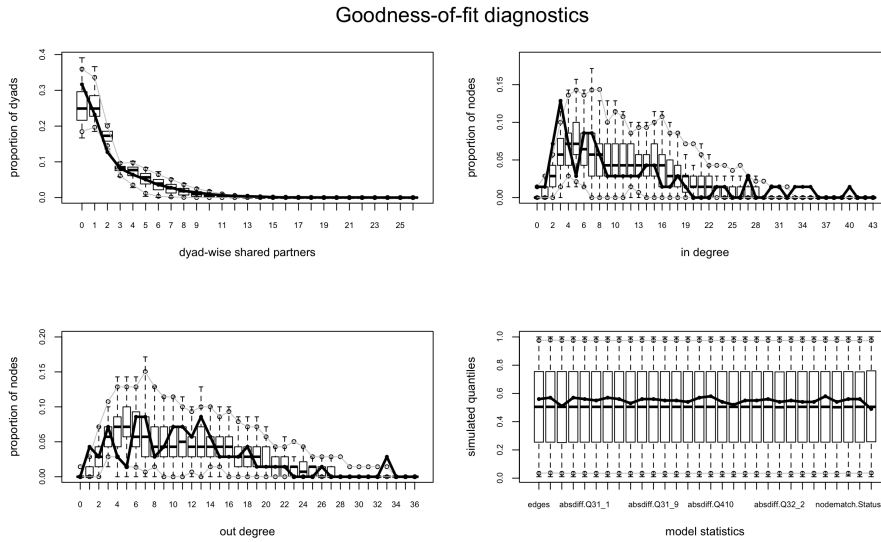 Goodness-of-fit diagnostics
proportion of dyads
0.0 0.1 0.2 0.3 0.4
0 1 2 3 4 5 6 7 8 9 11 13 15 17 19 21 23 25
dyad-wise shared partners
proportion of nodes
0.00 0.05 0.10 0.15
0 2 4 6 8 10 13 16 19 22 25 28 31 34 37 40 43
in degree
proportion of nodes
0.00 0.05 0.10 0.15 0.20
0 2 4 6 8 10 12 14 16 18 20 22 24 26 28 30 32 34 36
out degree
simulated quantiles
0.0 0.2 0.4 0.6 0.8 1.0
edges absdiff.Q31_1 absdiff.Q31_9 absdiff.Q410 absdiff.Q32_2 nodematch.Status
model statistics